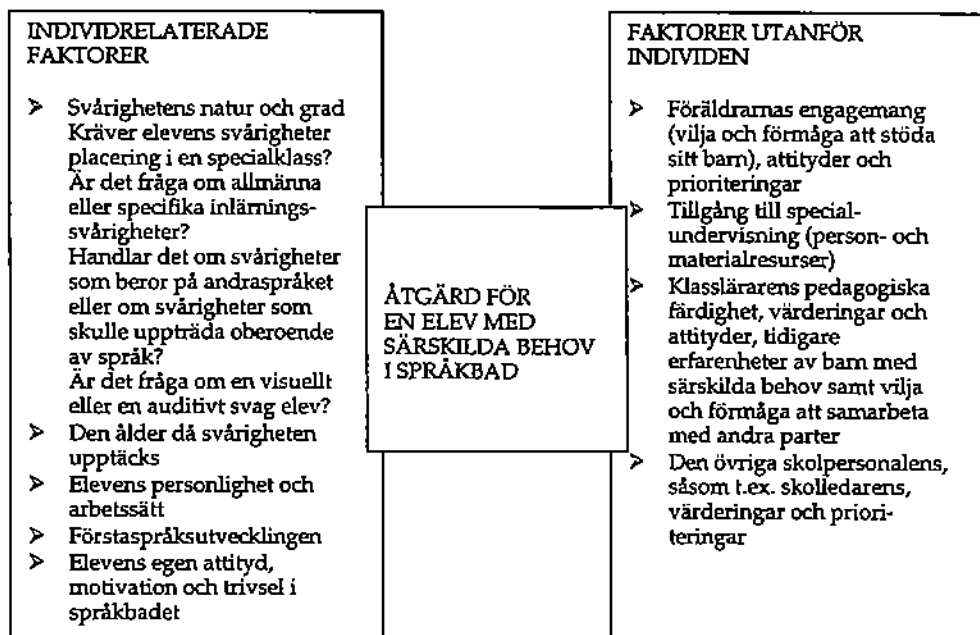 INDIVIDRELATERADE
FAKTORER
➤ Svårighetens natur och grad
Kräver elevens svårigheter
placering i en specialklass?
Är det fråga om allmänna
eller specifika inlärnings-
svårigheter?
Handlar det om svårigheter
som beror på andraspråket
eller om svårigheter som
skulle uppträda oberoende
av språk?
Är det fråga om en visuellt
eller en auditivt svag elev?
➤ Den ålder då svårigheten
upptäcks
➤ Elevens personlighet och
arbetssätt
➤ Förstaspråksutvecklingen
➤ Elevens egen attityd,
motivation och trivsel i
språkbadet
ÅTGÄRD FÖR
EN ELEV MED
SÄRSKILDA BEHOV
I SPRÅKBAD
FAKTORER UTANFÖR
INDIVIDEN
➤ Föräldrarnas engagemang
(vilja och förmåga att stöda
sitt barn), attityder och
prioriteringar
➤ Tillgång till special-
undervisning (person- och
materialresurser)
➤ Klasslärarens pedagogiska
färdighet, värderingar och
attityder, tidigare
erfarenheter av barn med
särskilda behov samt vilja
och förmåga att samarbeta
med andra parter
➤ Den övriga skolpersonalens,
såsom t.ex. skolledarens,
värderingar och priori-
teringar